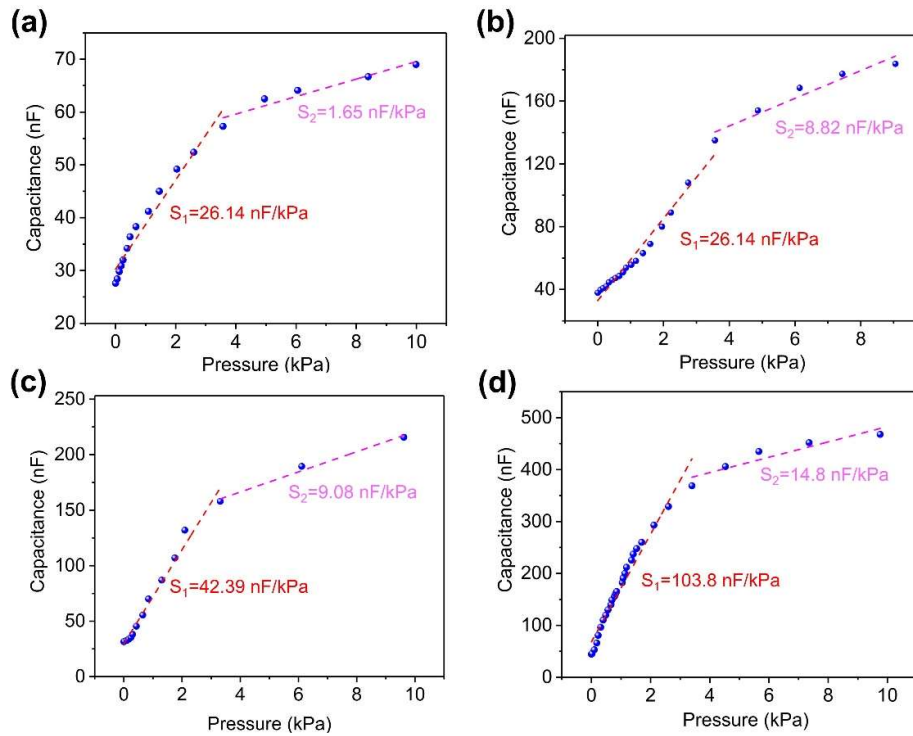 (a)
70
60
50
40
30
20
0
2
4
6
8
10
Capacitance (nF)
Pressure (kPa)
S₂=1.65 nF/kPa
S₁=26.14 nF/kPa
(b)
200
160
120
80
40
0
2
4
6
8
Capacitance (nF)
Pressure (kPa)
S₂=8.82 nF/kPa
S₁=26.14 nF/kPa
(c)
250
200
150
100
50
0
0
2
4
6
8
10
Capacitance (nF)
Pressure (kPa)
S₂=9.08 nF/kPa
S₁=42.39 nF/kPa
(d)
500
400
300
200
100
0
0
2
4
6
8
10
Capacitance (nF)
Pressure (kPa)
S₂=14.8 nF/kPa
S₁=103.8 nF/kPa